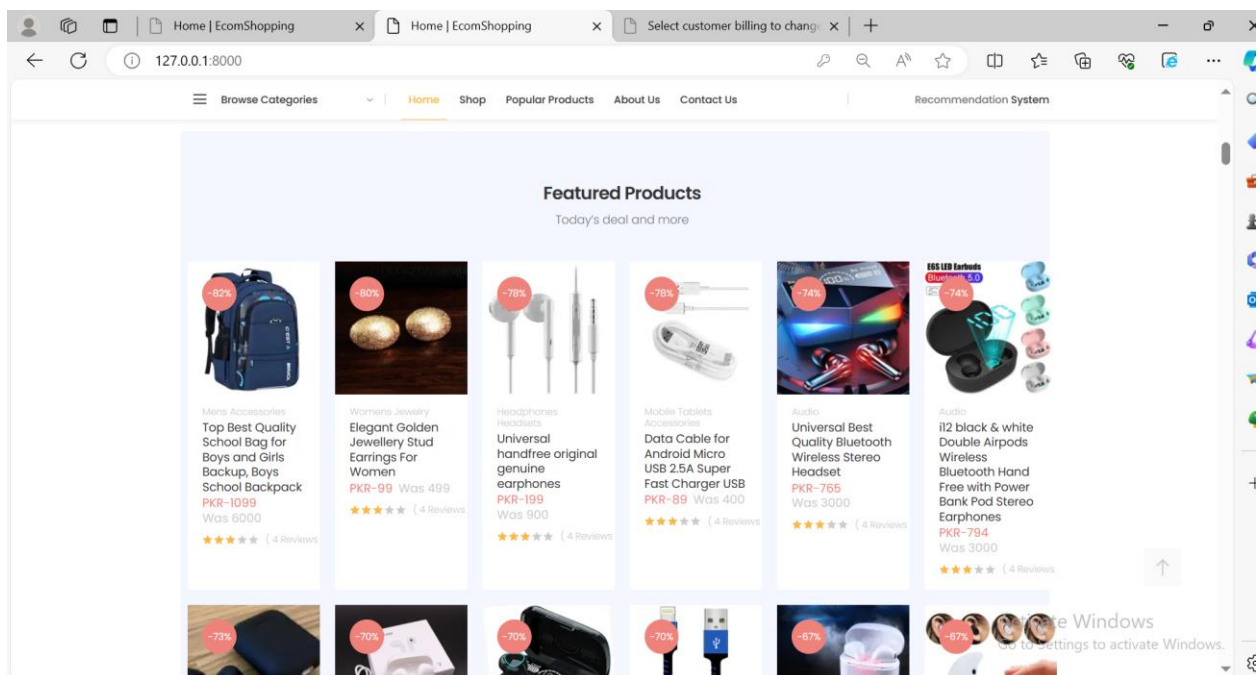 Home | EcomShopping
Home | EcomShopping
Select customer billing to chang
127.0.0.1:8000
Browse Categories
Home
Shop
Popular Products
About Us
Contact Us
Recommendation System
Featured Products
Today's deal and more
-82%
-80%
-78%
-78%
-74%
E6S LED Earbuds
Bluetooth 5.0
-74%
Mens Accessories
Top Best Quality
School Bag for
Boys and Girls
Backup, Boys
School Backpack
PKR-1099
Was 6000
( 4 Reviews
Womens Jewelry
Elegant Golden
Jewellery Stud
Earrings For
Women
PKR-99 Was 499
( 4 Reviews
Headphones
Headsets
Universal
handfree original
genuine
earphones
PKR-199
Was 900
( 4 Reviews
Mobile Tablets
Accessories
Data Cable for
Android Micro
USB 2.5A Super
Fast Charger USB
PKR-89 Was 400
( 4 Reviews
Audio
Universal Best
Quality Bluetooth
Wireless Stereo
Headset
PKR-765
Was 3000
( 4 Reviews
Audio
i12 black & white
Double Airpods
Wireless
Bluetooth Hand
Free with Power
Bank Pod Stereo
Earphones
PKR-794
Was 3000
( 4 Reviews
-73%
-70%
-70%
-70%
-67%
-67%
Activate Windows
Go to Settings to activate Windows.